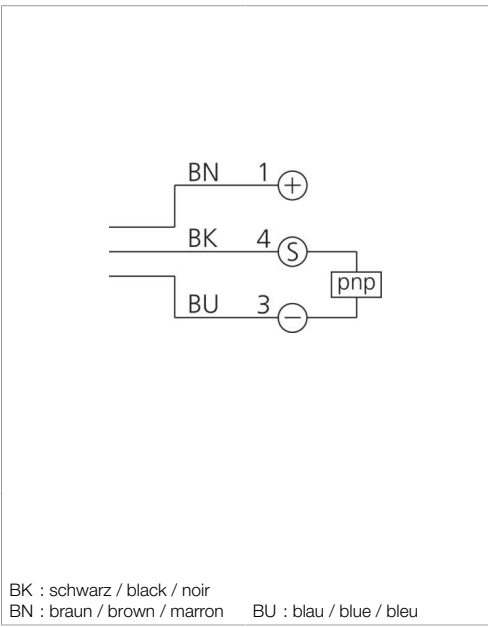 BN 1 +
BK 4 S
pnp
BU 3 −
BK : schwarz / black / noir
BN : braun / brown / marron BU : blau / blue / bleu